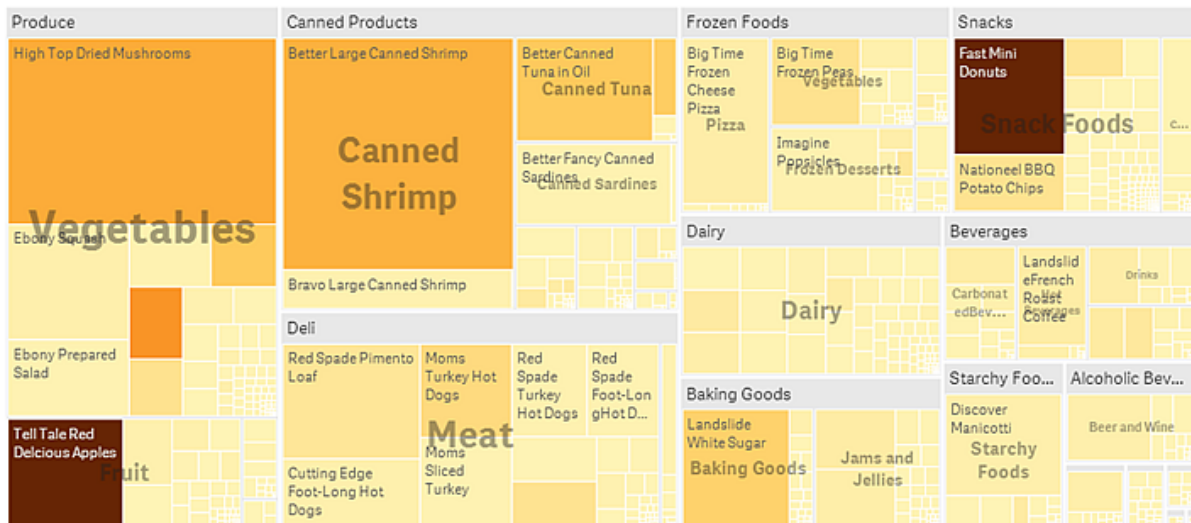 Produce
High Top Dried Mushrooms
Vegetables
Ebony Squash
Ebony Prepared
Salad
Tell Tale Red
Delcious Apples
Fruit
Canned Products
Better Large Canned Shrimp
Canned
Shrimp
Bravo Large Canned Shrimp
Better Canned
Tuna in Oil
Canned Tuna
Better Fancy Canned
Sardines
Canned Sardines
Deli
Red Spade Pimento
Loaf
Cutting Edge
Foot-Long Hot
Dogs
Moms
Turkey Hot
Dogs
Meat
Moms
Sliced
Turkey
Red
Spade
Turkey
Hot Dogs
Red
Spade
Foot-Lon
gHot D...
Frozen Foods
Big Time
Frozen
Cheese
Pizza
Pizza
Big Time
Frozen Peas
Vegetables
Imagine
Popsicles
Frozen Desserts
Dairy
Dairy
Baking Goods
Landslide
White Sugar
Baking Goods
Jams and
Jellies
Snacks
Fast Mini
Donuts
Snack Foods
Nationeel BBQ
Potato Chips
c...
Beverages
Carbonat
edBev...
Landslid
eFrench
Roast
Coffee
Hot
Beverages
Drinks
Starchy Foo...
Discover
Manicotti
Starchy
Foods
Alcoholic Bev...
Beer and Wine